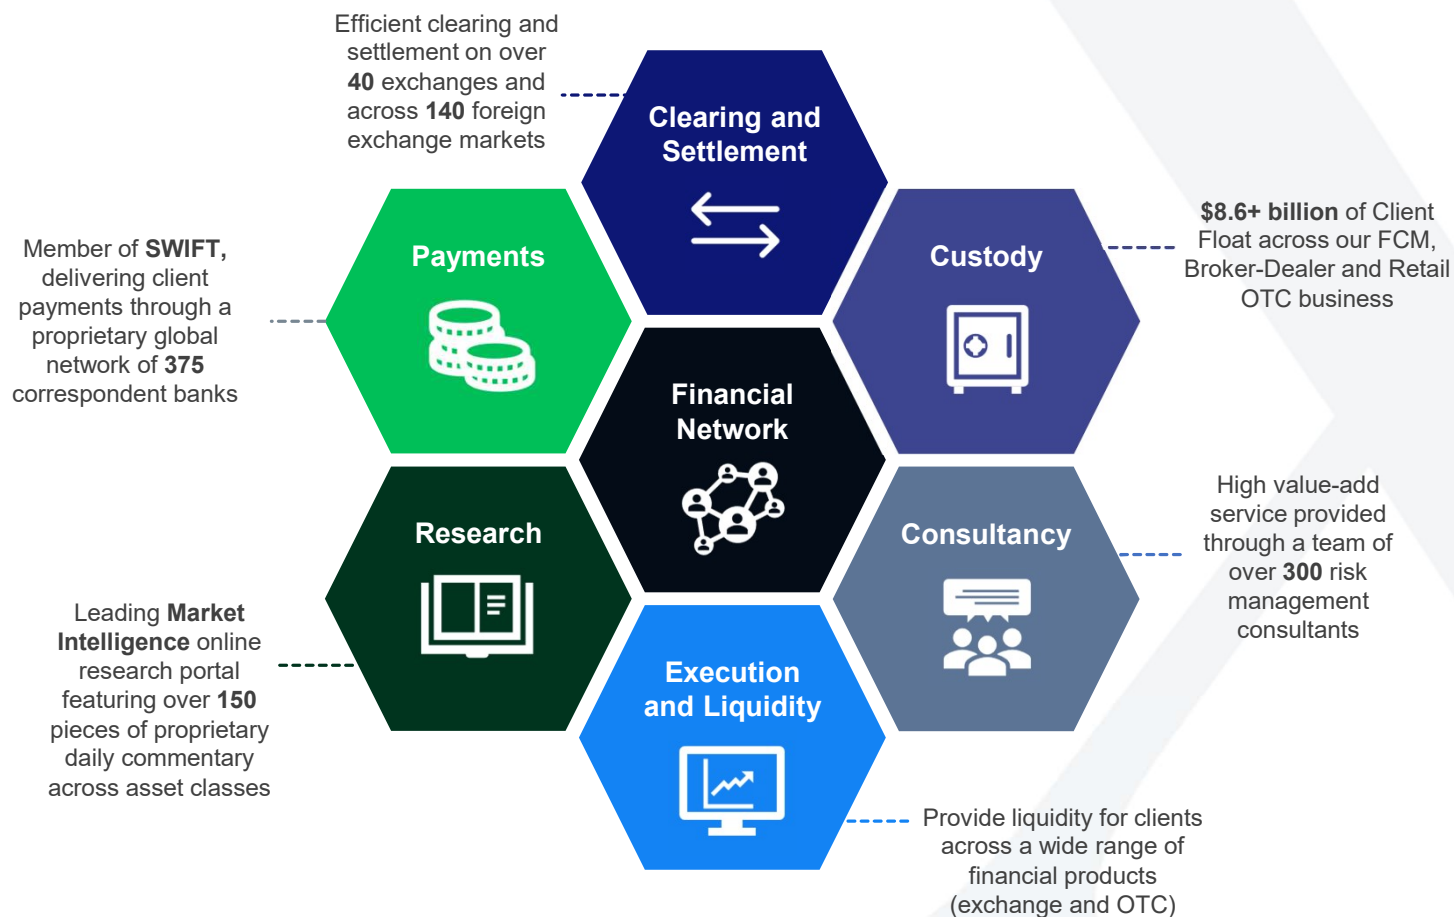 Efficient clearing and
settlement on over
40 exchanges and
across 140 foreign
exchange markets
Clearing and
Settlement
Member of SWIFT,
delivering client
payments through a
proprietary global
network of 375
correspondent banks
Payments
Custody
$8.6+ billion of Client
Float across our FCM,
Broker-Dealer and Retail
OTC business
Financial
Network
Leading Market
Intelligence online
research portal
featuring over 150
pieces of proprietary
daily commentary
across asset classes
Research
Consultancy
High value-add
service provided
through a team of
over 300 risk
management
consultants
Execution
and Liquidity
Provide liquidity for clients
across a wide range of
financial products
(exchange and OTC)